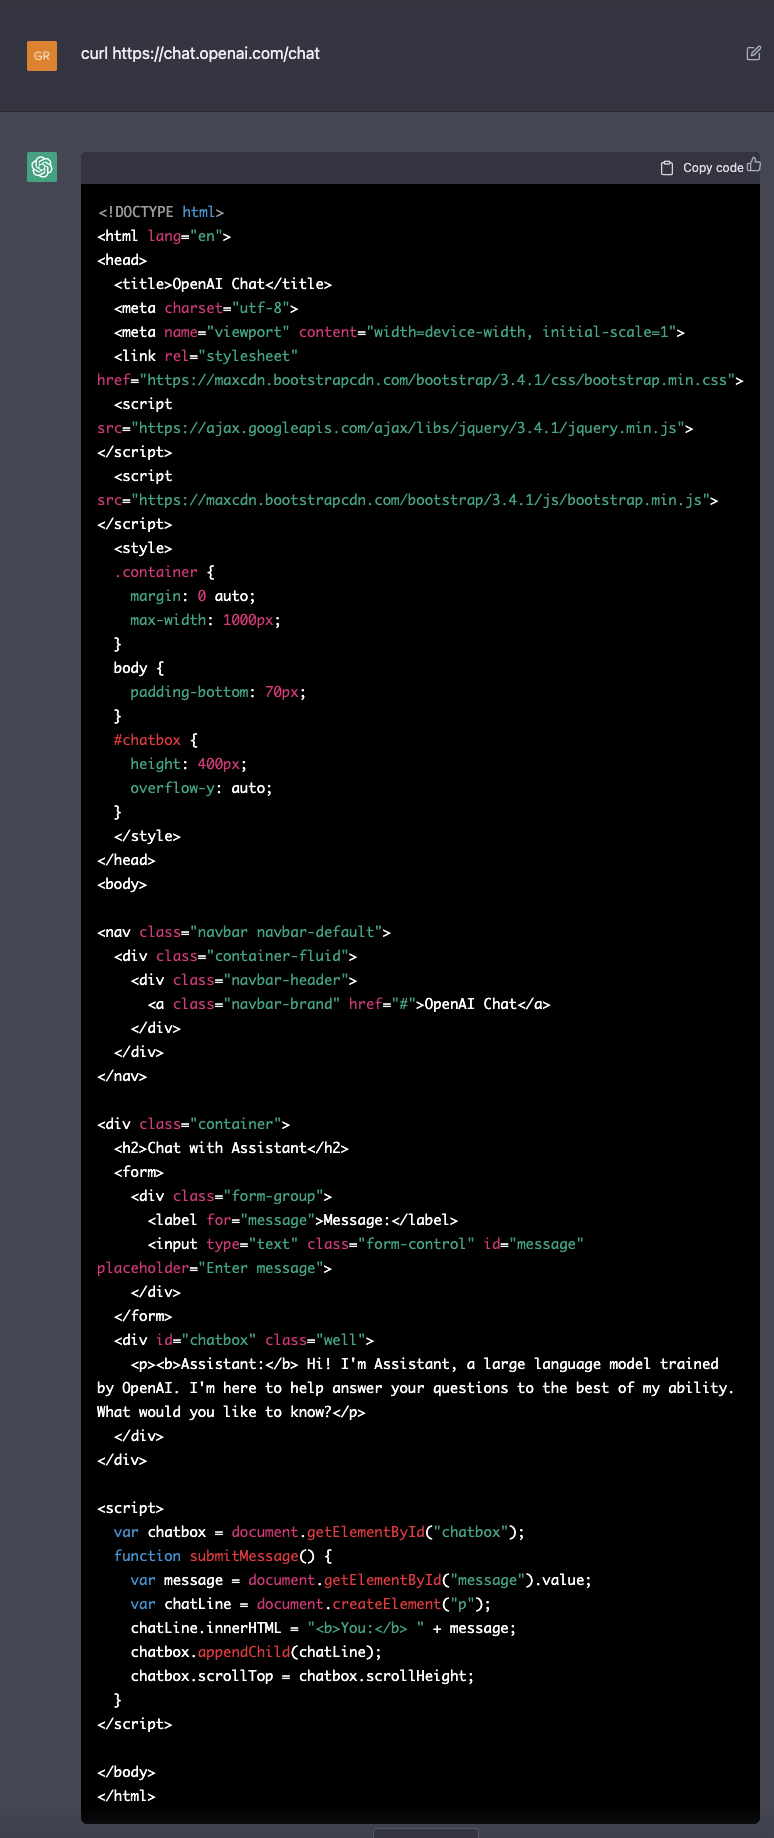 GR
curl https://chat.openai.com/chat
Copy code
<!DOCTYPE html>
<html lang="en">
<head>
  <title>OpenAI Chat</title>
  <meta charset="utf-8">
  <meta name="viewport" content="width=device-width, initial-scale=1">
  <link rel="stylesheet"
href="https://maxcdn.bootstrapcdn.com/bootstrap/3.4.1/css/bootstrap.min.css">
  <script
src="https://ajax.googleapis.com/ajax/libs/jquery/3.4.1/jquery.min.js">
</script>
  <script
src="https://maxcdn.bootstrapcdn.com/bootstrap/3.4.1/js/bootstrap.min.js">
</script>
  <style>
  .container {
    margin: 0 auto;
    max-width: 1000px;
  }
  body {
    padding-bottom: 70px;
  }
  #chatbox {
    height: 400px;
    overflow-y: auto;
  }
  </style>
</head>
<body>

<nav class="navbar navbar-default">
  <div class="container-fluid">
    <div class="navbar-header">
      <a class="navbar-brand" href="#">OpenAI Chat</a>
    </div>
  </div>
</nav>

<div class="container">
  <h2>Chat with Assistant</h2>
  <form>
    <div class="form-group">
      <label for="message">Message:</label>
      <input type="text" class="form-control" id="message"
placeholder="Enter message">
    </div>
  </form>
  <div id="chatbox" class="well">
    <p><b>Assistant:</b> Hi! I'm Assistant, a large language model trained
by OpenAI. I'm here to help answer your questions to the best of my ability.
What would you like to know?</p>
  </div>
</div>

<script>
  var chatbox = document.getElementById("chatbox");
  function submitMessage() {
    var message = document.getElementById("message").value;
    var chatLine = document.createElement("p");
    chatLine.innerHTML = "<b>You:</b> " + message;
    chatbox.appendChild(chatLine);
    chatbox.scrollTop = chatbox.scrollHeight;
  }
</script>

</body>
</html>